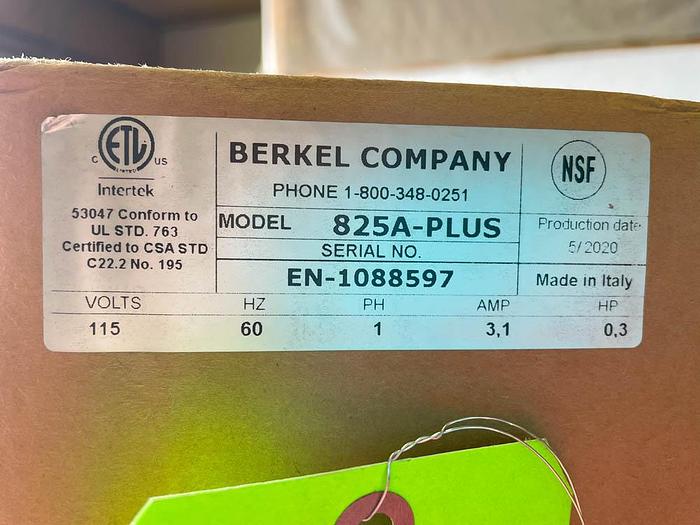 C ETL US
LISTED
Intertek
53047 Conform to
UL STD. 763
Certified to CSA STD
C22.2 No. 195
BERKEL COMPANY
PHONE 1-800-348-0251
MODEL 825A-PLUS
SERIAL NO.
EN-1088597
NSF
Production date:
5/2020
Made in Italy
VOLTS HZ PH AMP HP
115 60 1 3,1 0,3